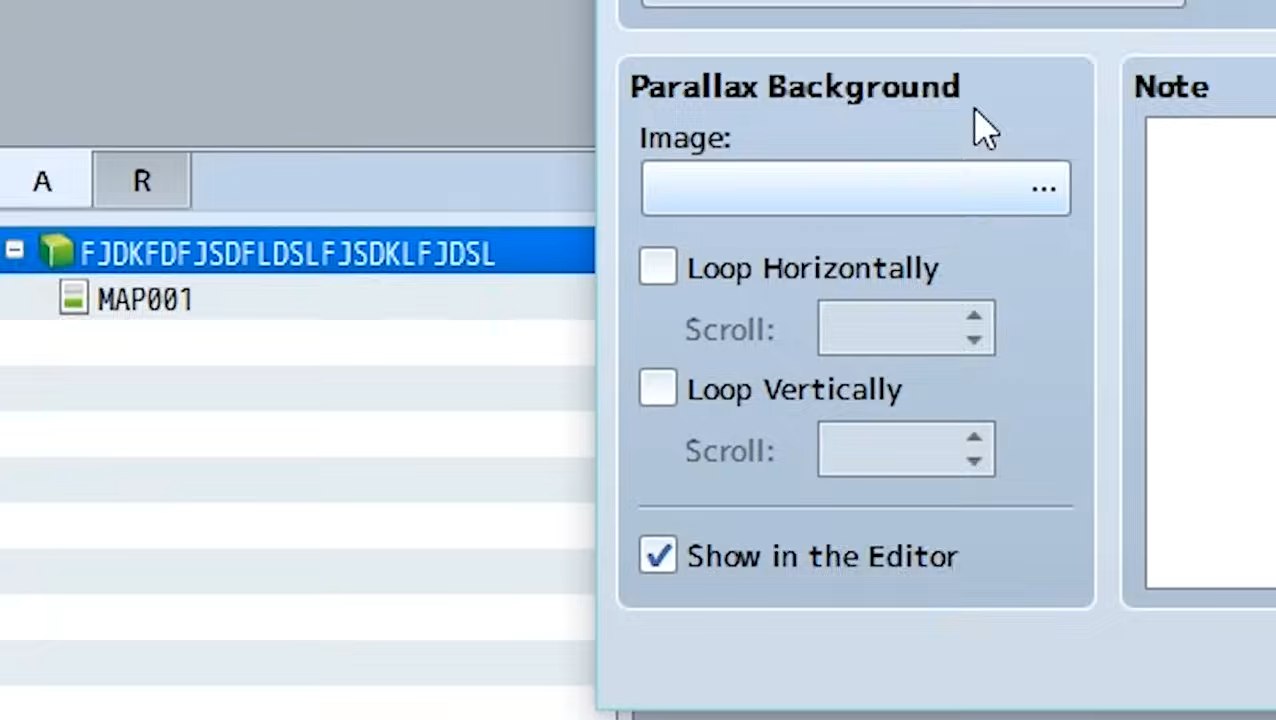 A R
FJDKFDFJSDFLDSLFJSDKLFJDSL
MAP001
Parallax Background
Image:
...
Loop Horizontally
Scroll:
Loop Vertically
Scroll:
Show in the Editor
Note